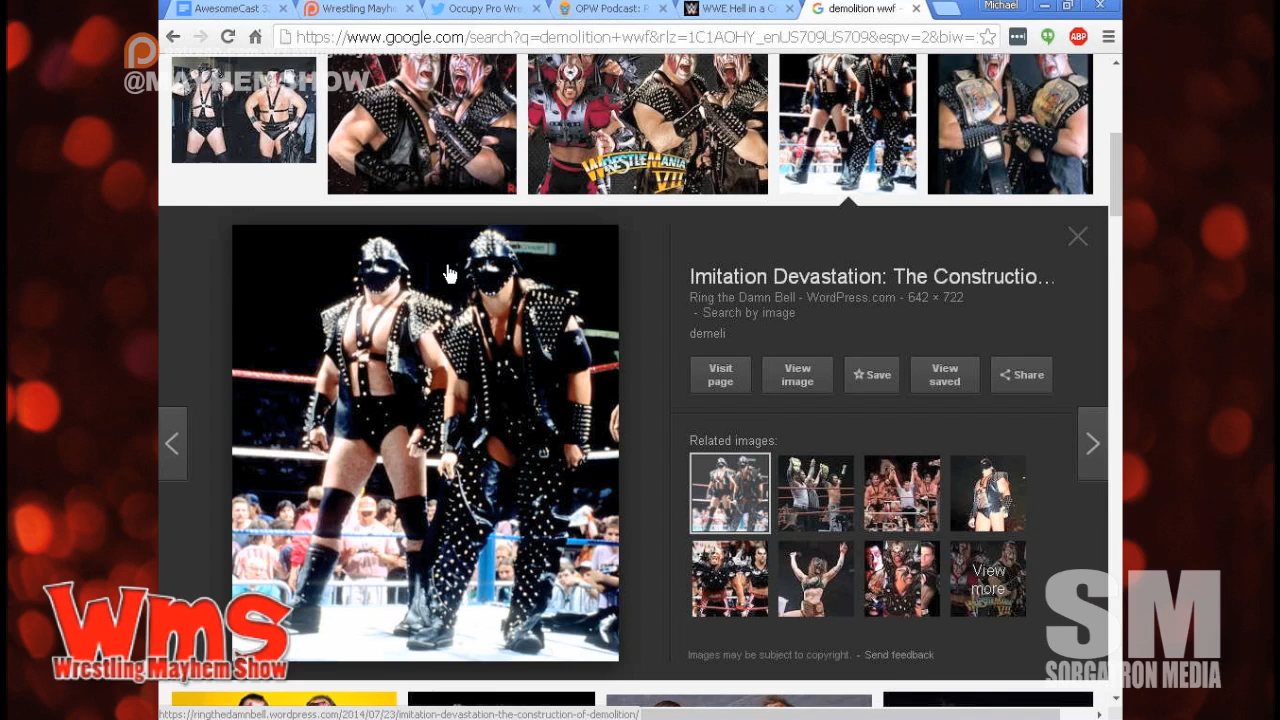 AwesomeCast 3
Wrestling Mayhe
Occupy Pro Wre
OPW Podcast: R
WWE Hell in a C
demolition wwf -
Michael
https://www.google.com/search?q=demolition+wwf&rlz=1C1AOHY_enUS709US709&espv=2&biw=
ABP
@MAYHEMSHOW
WRESTLEMANIA
VII
Imitation Devastation: The Constructio...
Ring the Damn Bell - WordPress.com - 642 × 722
- Search by image
demeli
Visit page
View image
Save
View saved
Share
Related images:
View more
Images may be subject to copyright. - Send feedback
WMS
Wrestling Mayhem Show
SM
SORGATRON MEDIA
https://ringthedamnbell.wordpress.com/2014/07/23/imitation-devastation-the-construction-of-demolition/